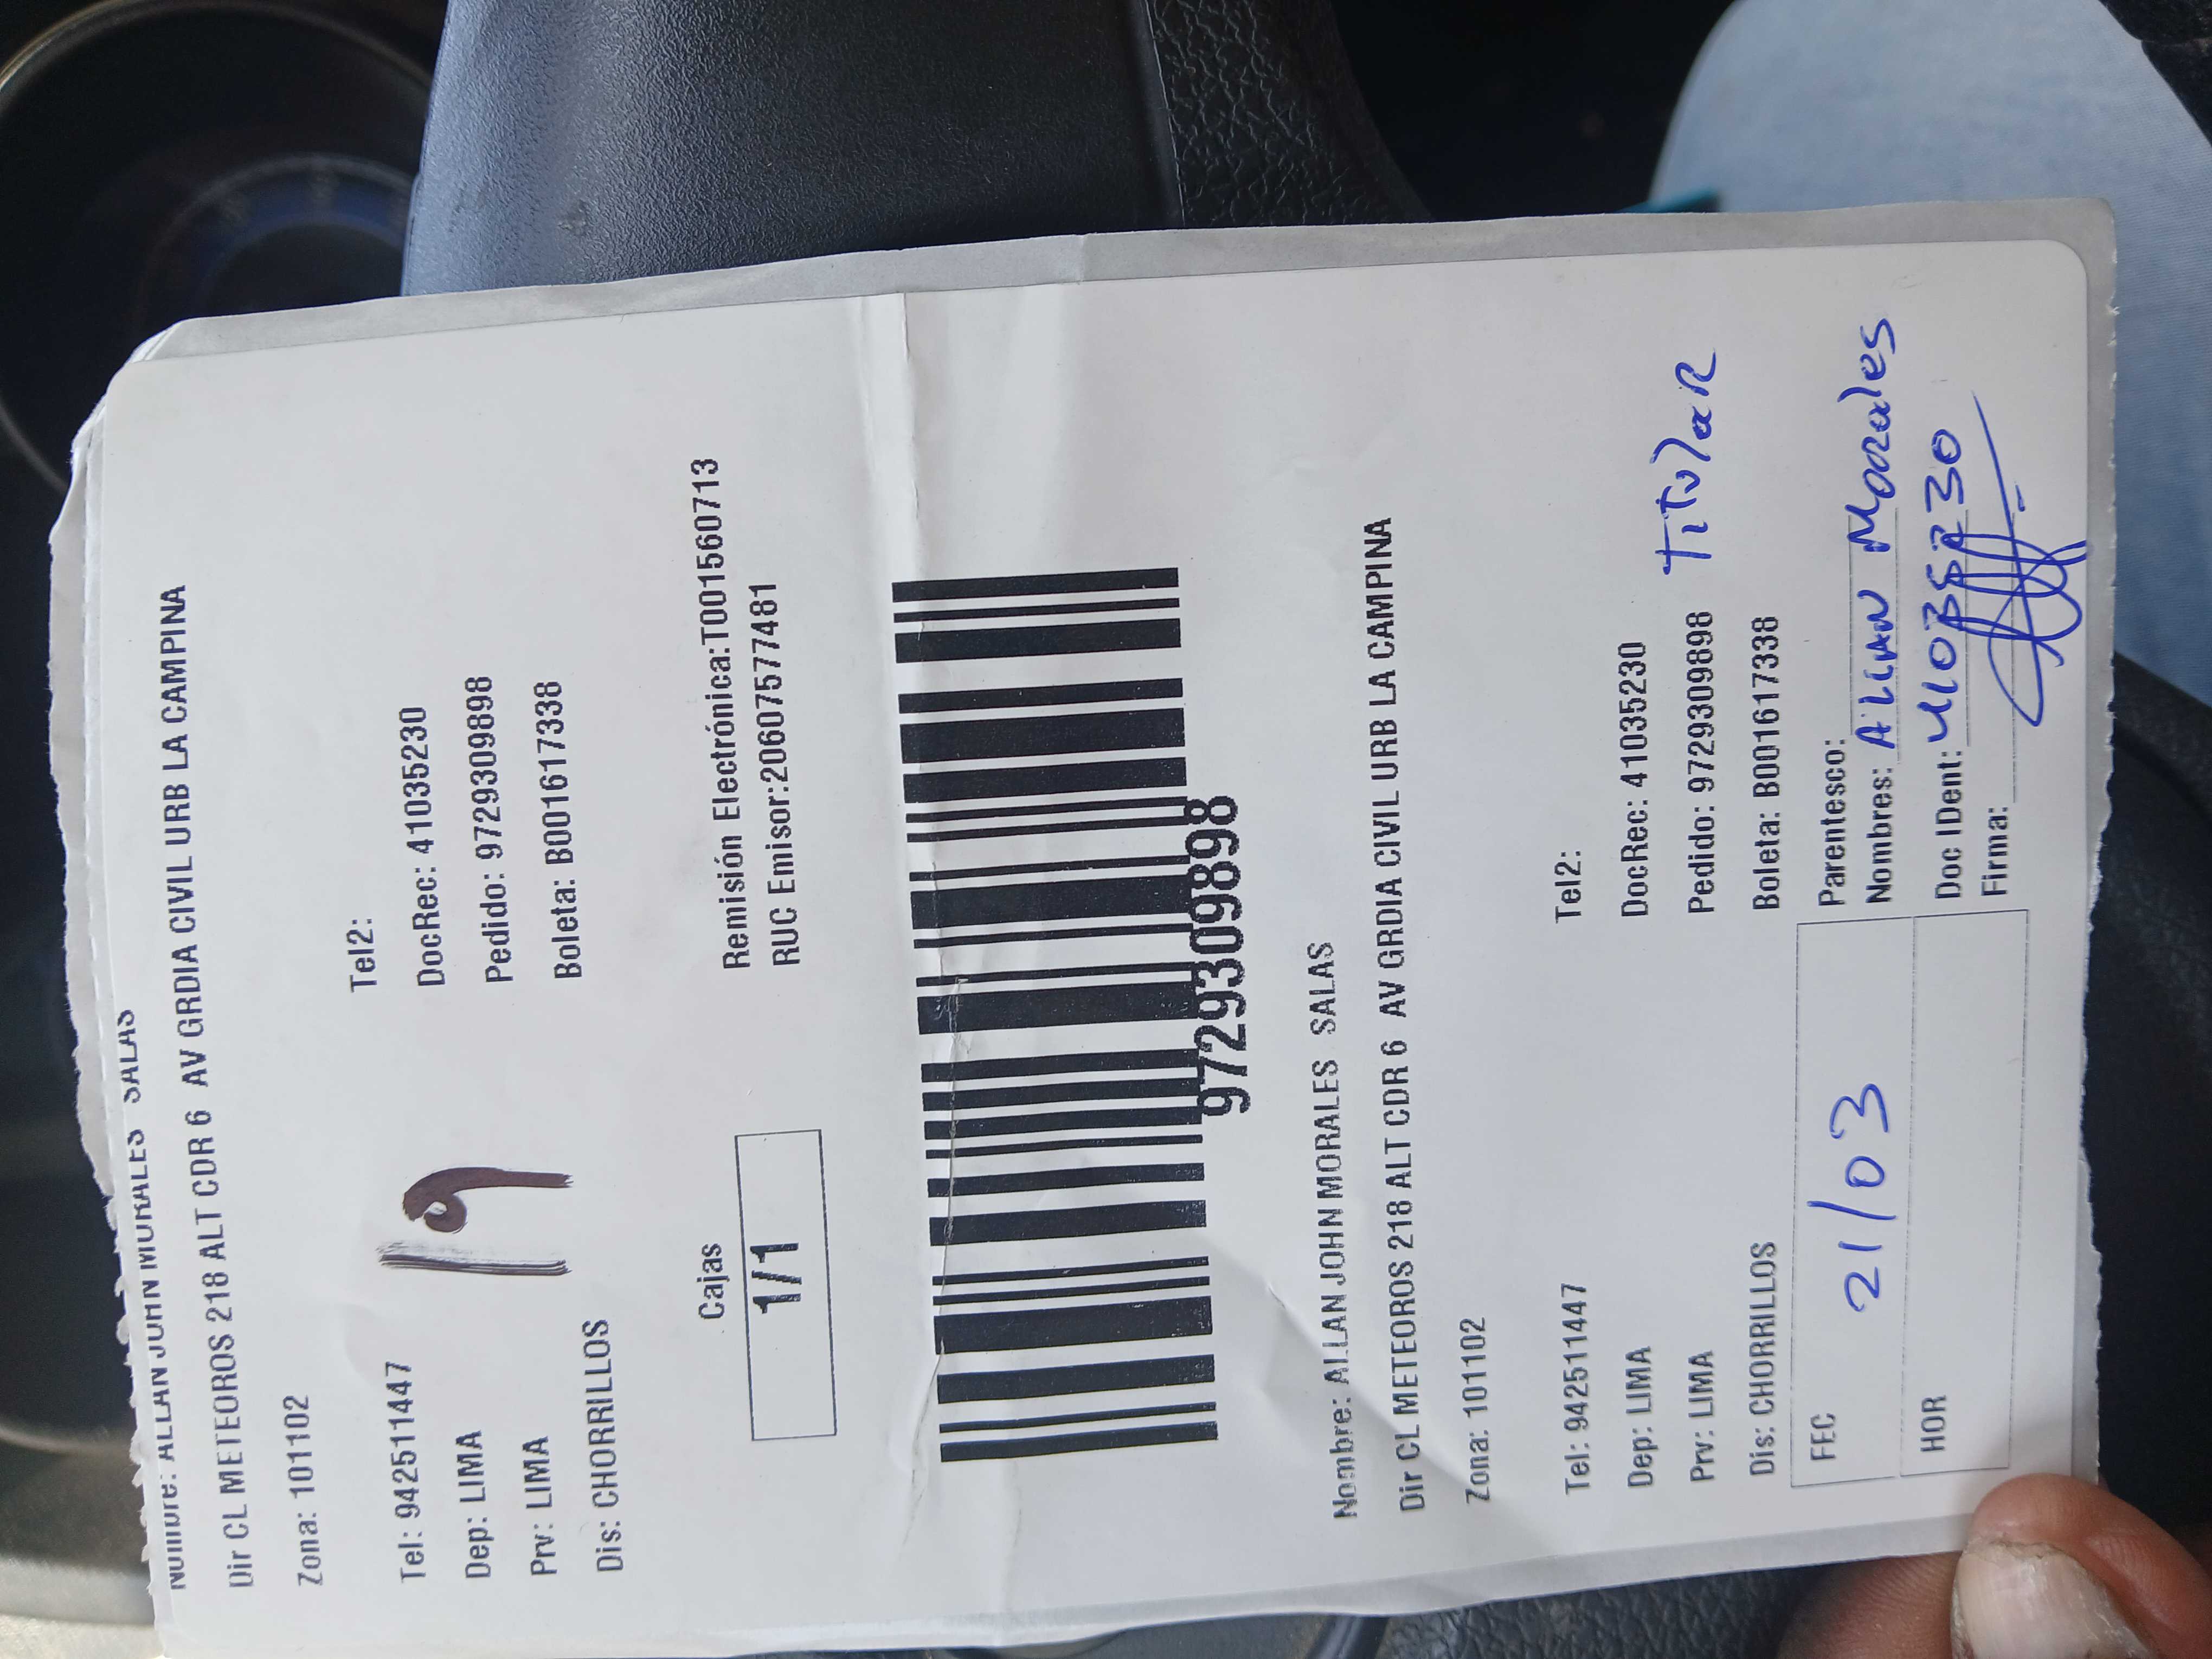 Nombre: ALLAN JOHN MORALES SALAS
Dir CL METEOROS 218 ALT CDR 6 AV GRDIA CIVIL URB LA CAMPINA
Zona: 101102
Tel: 942511447 Tel2:
Dep: LIMA DocRec: 41035230
Prv: LIMA Pedido: 9729309898
Dis: CHORRILLOS Boleta: B001617338
19
Cajas
1/1
Remisión Electrónica:T001560713
RUC Emisor:20607577481
9729309898
Nombre: ALLAN JOHN MORALES SALAS
Dir CL METEOROS 218 ALT CDR 6 AV GRDIA CIVIL URB LA CAMPINA
Zona: 101102
Tel: 942511447 Tel2:
Dep: LIMA DocRec: 41035230
Prv: LIMA Pedido: 9729309898 TiTulaR
Dis: CHORRILLOS Boleta: B001617338
FEC 21/03
HOR
Parentesco:
Nombres: Allan Morales
Doc IDent: 41035230
Firma: